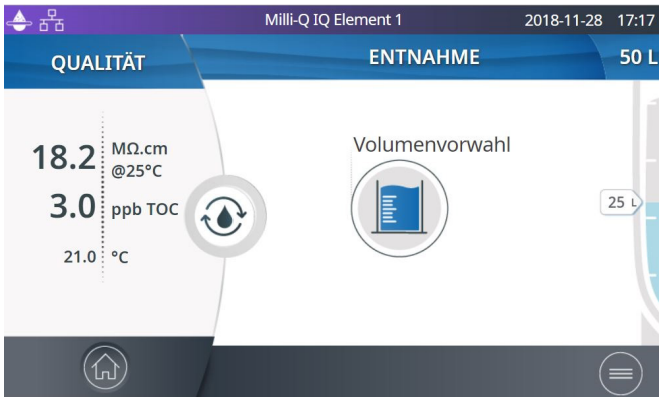 Milli-Q IQ Element 1
2018-11-28 17:17
QUALITÄT
ENTNAHME
50 L
18.2 MΩ.cm
@25°C
3.0 ppb TOC
21.0 °C
Volumenvorwahl
25 L